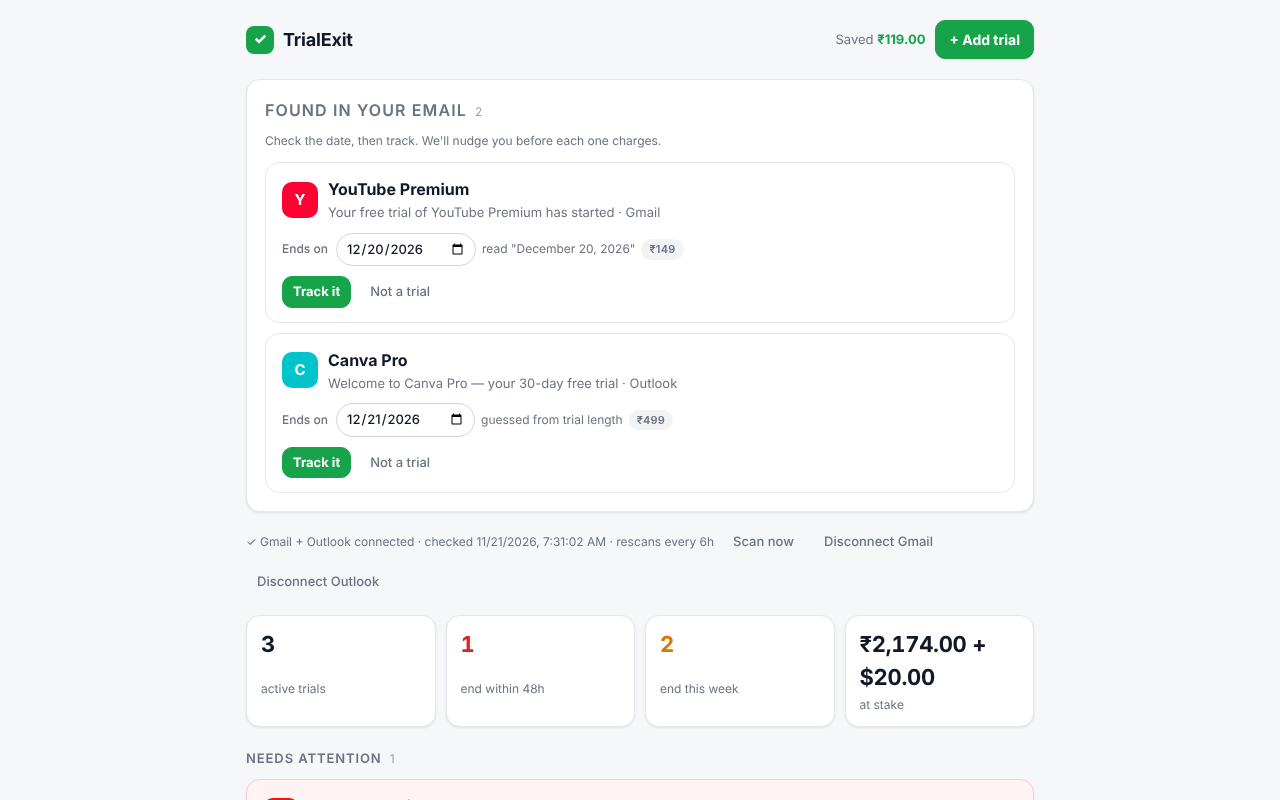 TrialExit
Saved ₹119.00
+ Add trial
FOUND IN YOUR EMAIL 2
Check the date, then track. We'll nudge you before each one charges.
Y
YouTube Premium
Your free trial of YouTube Premium has started · Gmail
Ends on 12/20/2026 read "December 20, 2026" ₹149
Track it Not a trial
C
Canva Pro
Welcome to Canva Pro — your 30-day free trial · Outlook
Ends on 12/21/2026 guessed from trial length ₹499
Track it Not a trial
✓ Gmail + Outlook connected · checked 11/21/2026, 7:31:02 AM · rescans every 6h Scan now Disconnect Gmail
Disconnect Outlook
3
active trials
1
end within 48h
2
end this week
₹2,174.00 +
$20.00
at stake
NEEDS ATTENTION 1